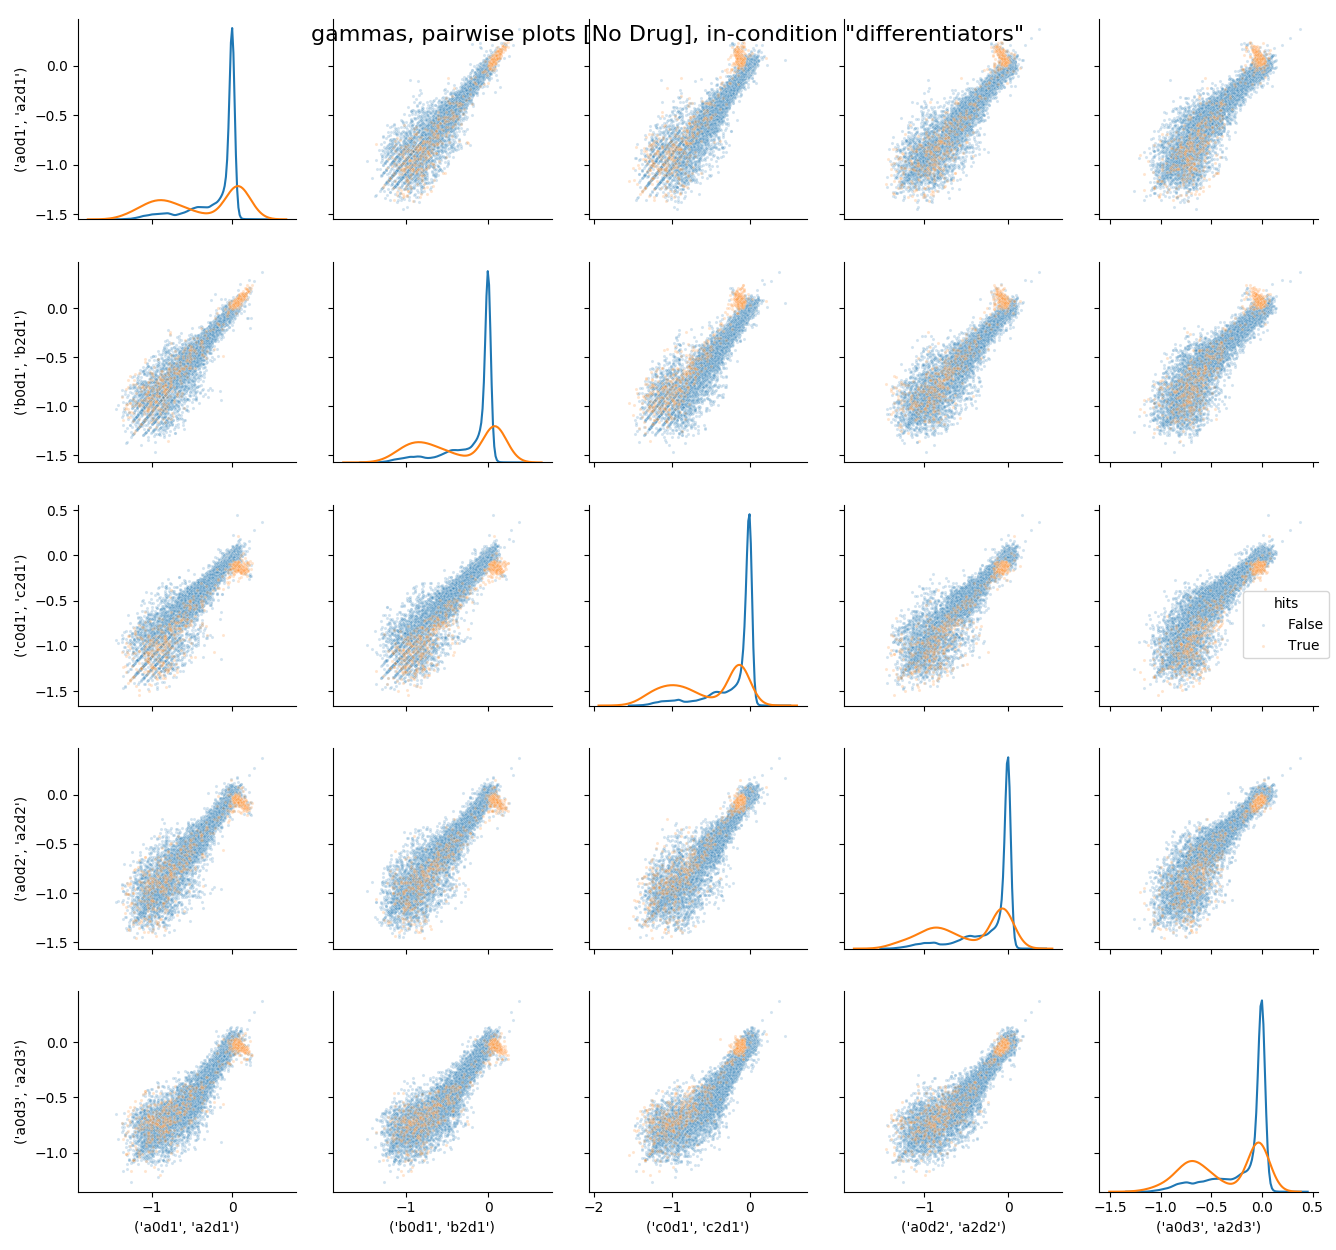 gammas, pairwise plots [No Drug], in-condition "differentiators"
('a0d1', 'a2d1')
0.0
−0.5
−1.0
−1.5
('b0d1', 'b2d1')
0.0
−0.5
−1.0
−1.5
('c0d1', 'c2d1')
0.5
0.0
−0.5
−1.0
−1.5
hits
False
True
('a0d2', 'a2d2')
0.0
−0.5
−1.0
−1.5
('a0d3', 'a2d3')
0.0
−0.5
−1.0
−1 0 −1 0 −2 −1 0 −1 0 −1.5 −1.0 −0.5 0.0 0.5
('a0d1', 'a2d1') ('b0d1', 'b2d1') ('c0d1', 'c2d1') ('a0d2', 'a2d2') ('a0d3', 'a2d3')